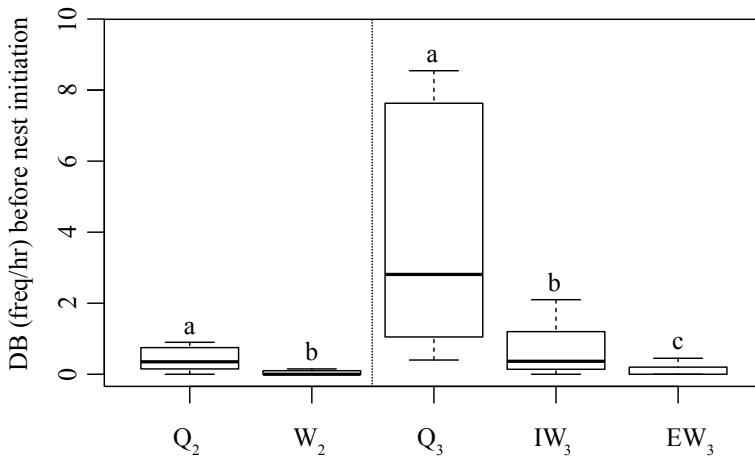 DB (freq/hr) before nest initiation
10
8
6
4
2
0
a
b
a
b
c
Q₂ W₂ Q₃ IW₃ EW₃